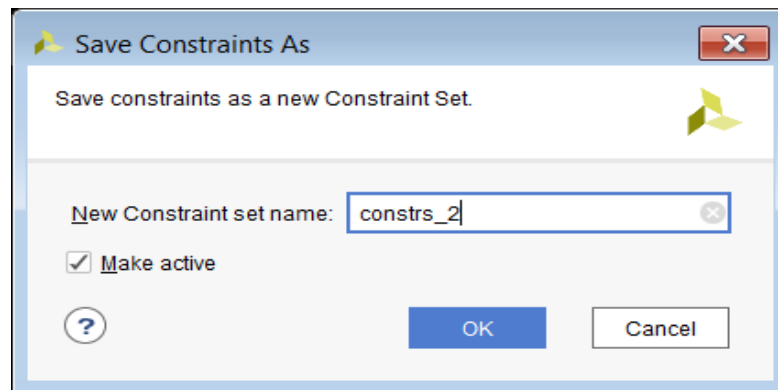 Save Constraints As
Save constraints as a new Constraint Set.
New Constraint set name: constrs_2
Make active
? OK Cancel